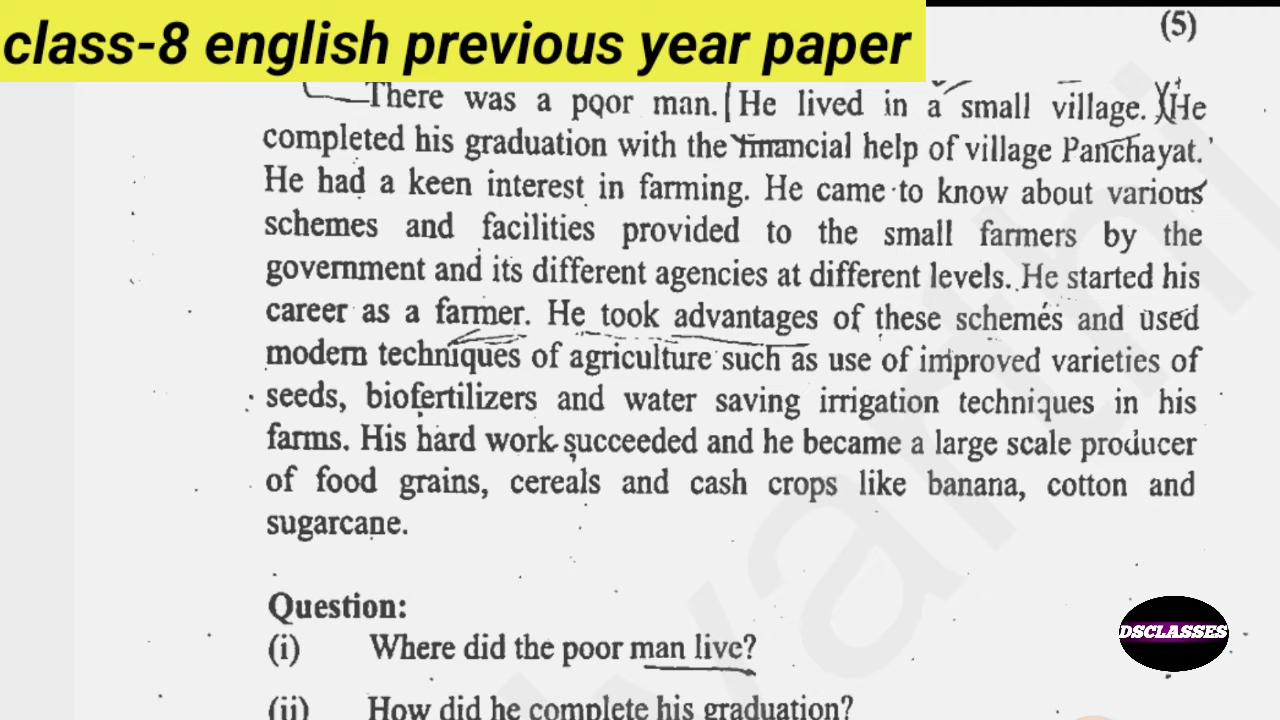 class-8 english previous year paper
(5)
There was a poor man. He lived in a small village. He
completed his graduation with the financial help of village Panchayat.
He had a keen interest in farming. He came to know about various
schemes and facilities provided to the small farmers by the
government and its different agencies at different levels. He started his
career as a farmer. He took advantages of these schemes and used
modern techniques of agriculture such as use of improved varieties of
seeds, biofertilizers and water saving irrigation techniques in his
farms. His hard work succeeded and he became a large scale producer
of food grains, cereals and cash crops like banana, cotton and
sugarcane.
Question:
(i) Where did the poor man live?
(ii) How did he complete his graduation?
DSCLASSES